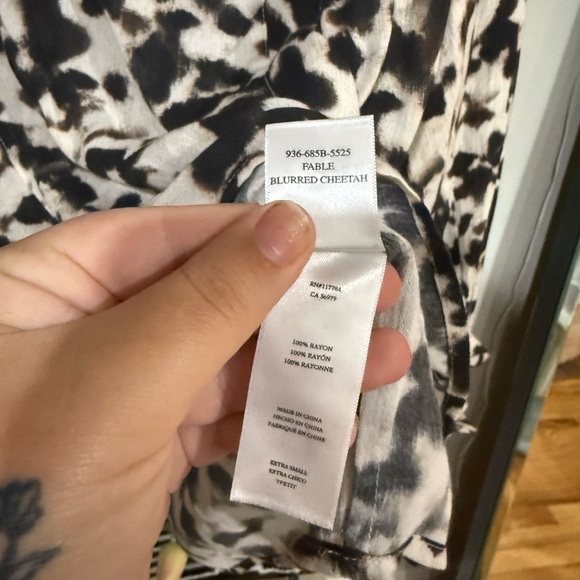 936-685B-5525
FABLE
BLURRED CHEETAH
RN#117784
CA 36979
100% RAYON
100% RAYÓN
100% RAYONNE
MADE IN CHINA
HECHO EN CHINA
FABRIQUÉ EN CHINE
EXTRA SMALL
EXTRA CHICO
TPETIT